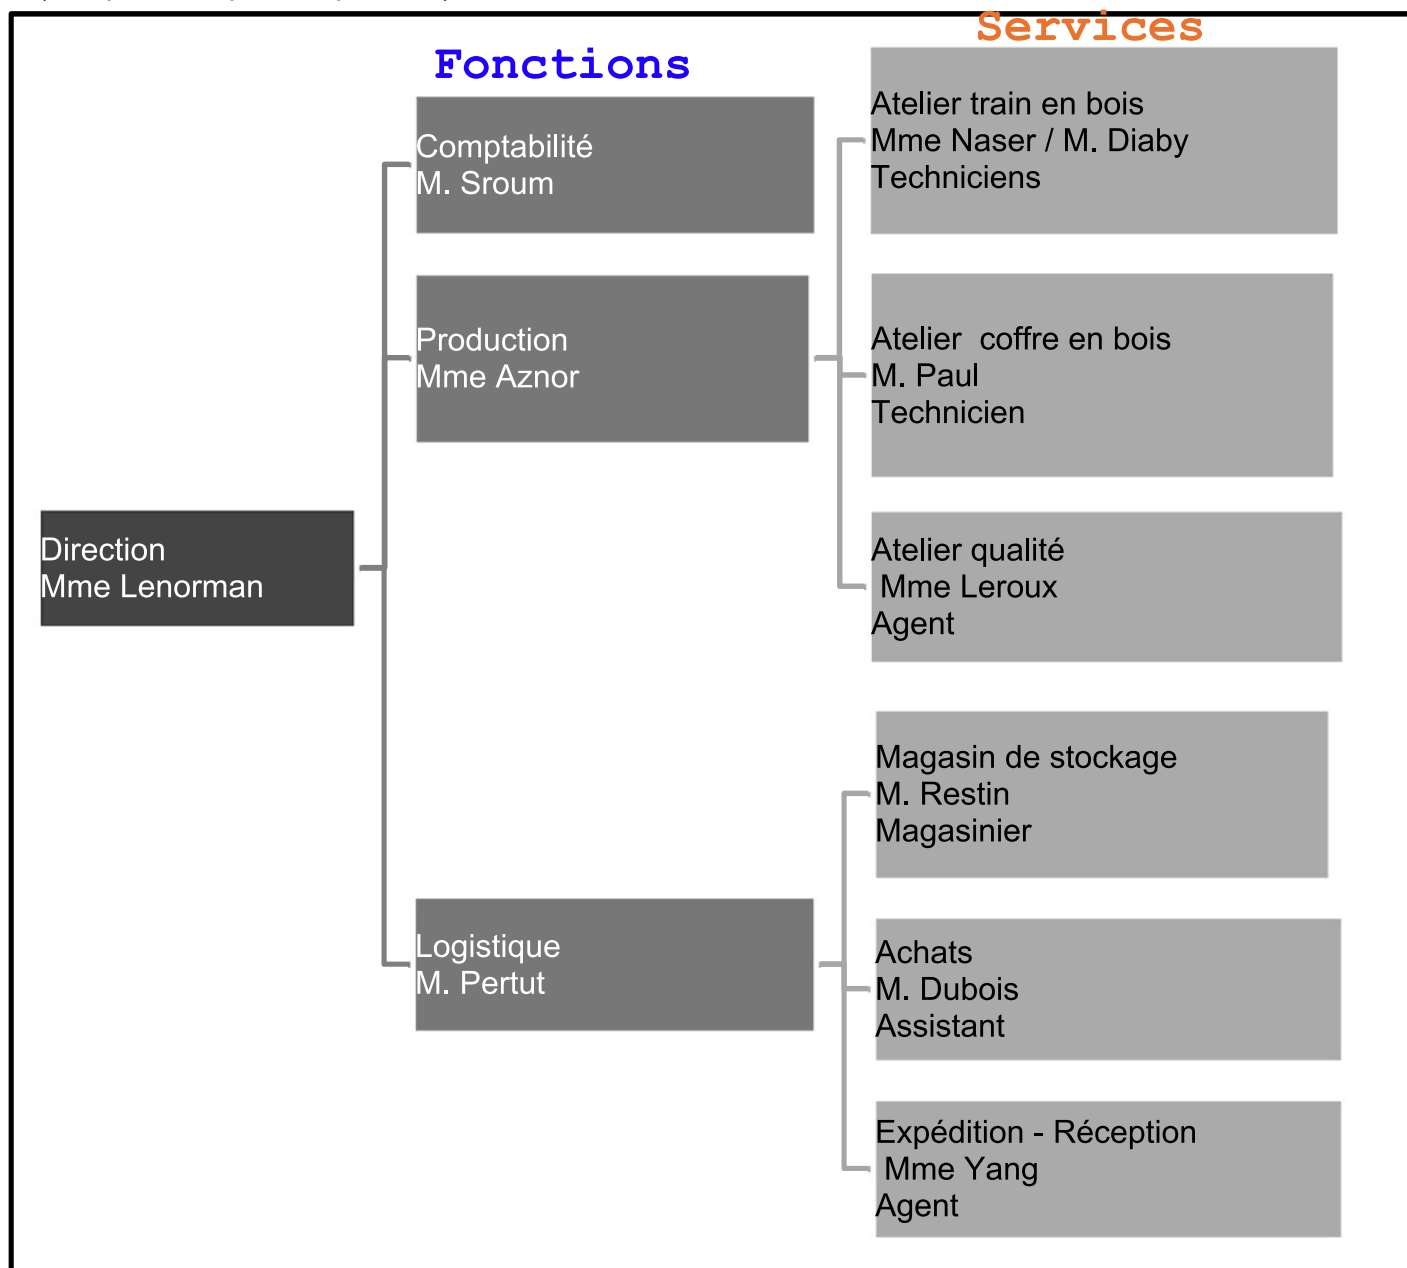 Services
Fonctions
Atelier train en bois
Mme Naser / M. Diaby
Techniciens
Comptabilité
M. Sroum
Production
Mme Aznor
Atelier  coffre en bois
M. Paul
Technicien
Direction
Mme Lenorman
Atelier qualité
Mme Leroux
Agent
Magasin de stockage
M. Restin
Magasinier
Logistique
M. Pertut
Achats
M. Dubois
Assistant
Expédition - Réception
Mme Yang
Agent